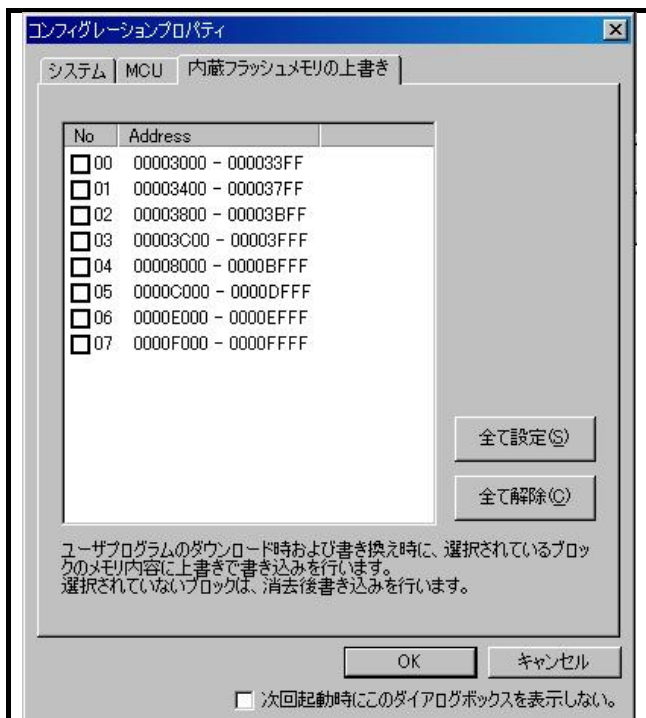 コンフィグレーションプロパティ
システム MCU 内蔵フラッシュメモリの上書き
No Address
00 00003000 - 000033FF
01 00003400 - 000037FF
02 00003800 - 00003BFF
03 00003C00 - 00003FFF
04 00008000 - 0000BFFF
05 0000C000 - 0000DFFF
06 0000E000 - 0000EFFF
07 0000F000 - 0000FFFF
全て設定(S)
全て解除(C)
ユーザプログラムのダウンロード時および書き換え時に、選択されているブロッ
クのメモリ内容に上書きで書き込みを行います。
選択されていないブロックは、消去後書き込みを行います。
OK キャンセル
次回起動時にこのダイアログボックスを表示しない。